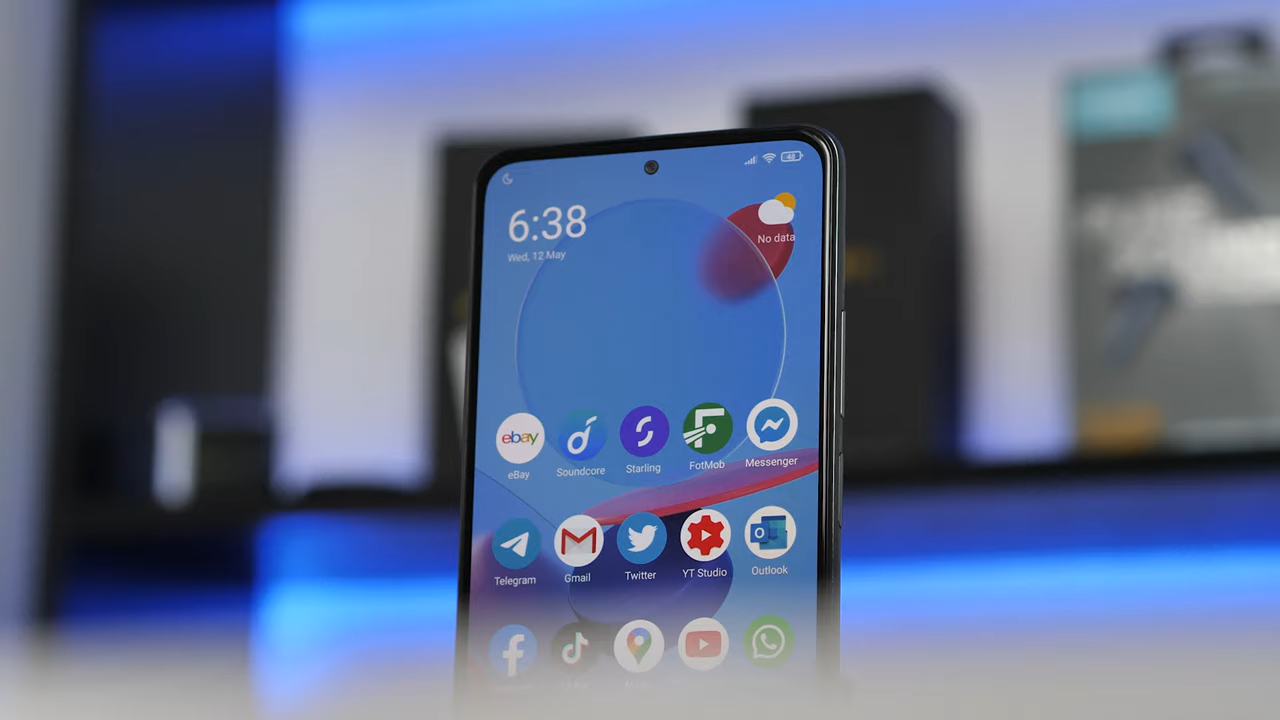 48
6:38
Wed, 12 May
No data
ebay
eBay
Soundcore
Starling
FotMob
Messenger
Telegram
Gmail
Twitter
YT Studio
Outlook